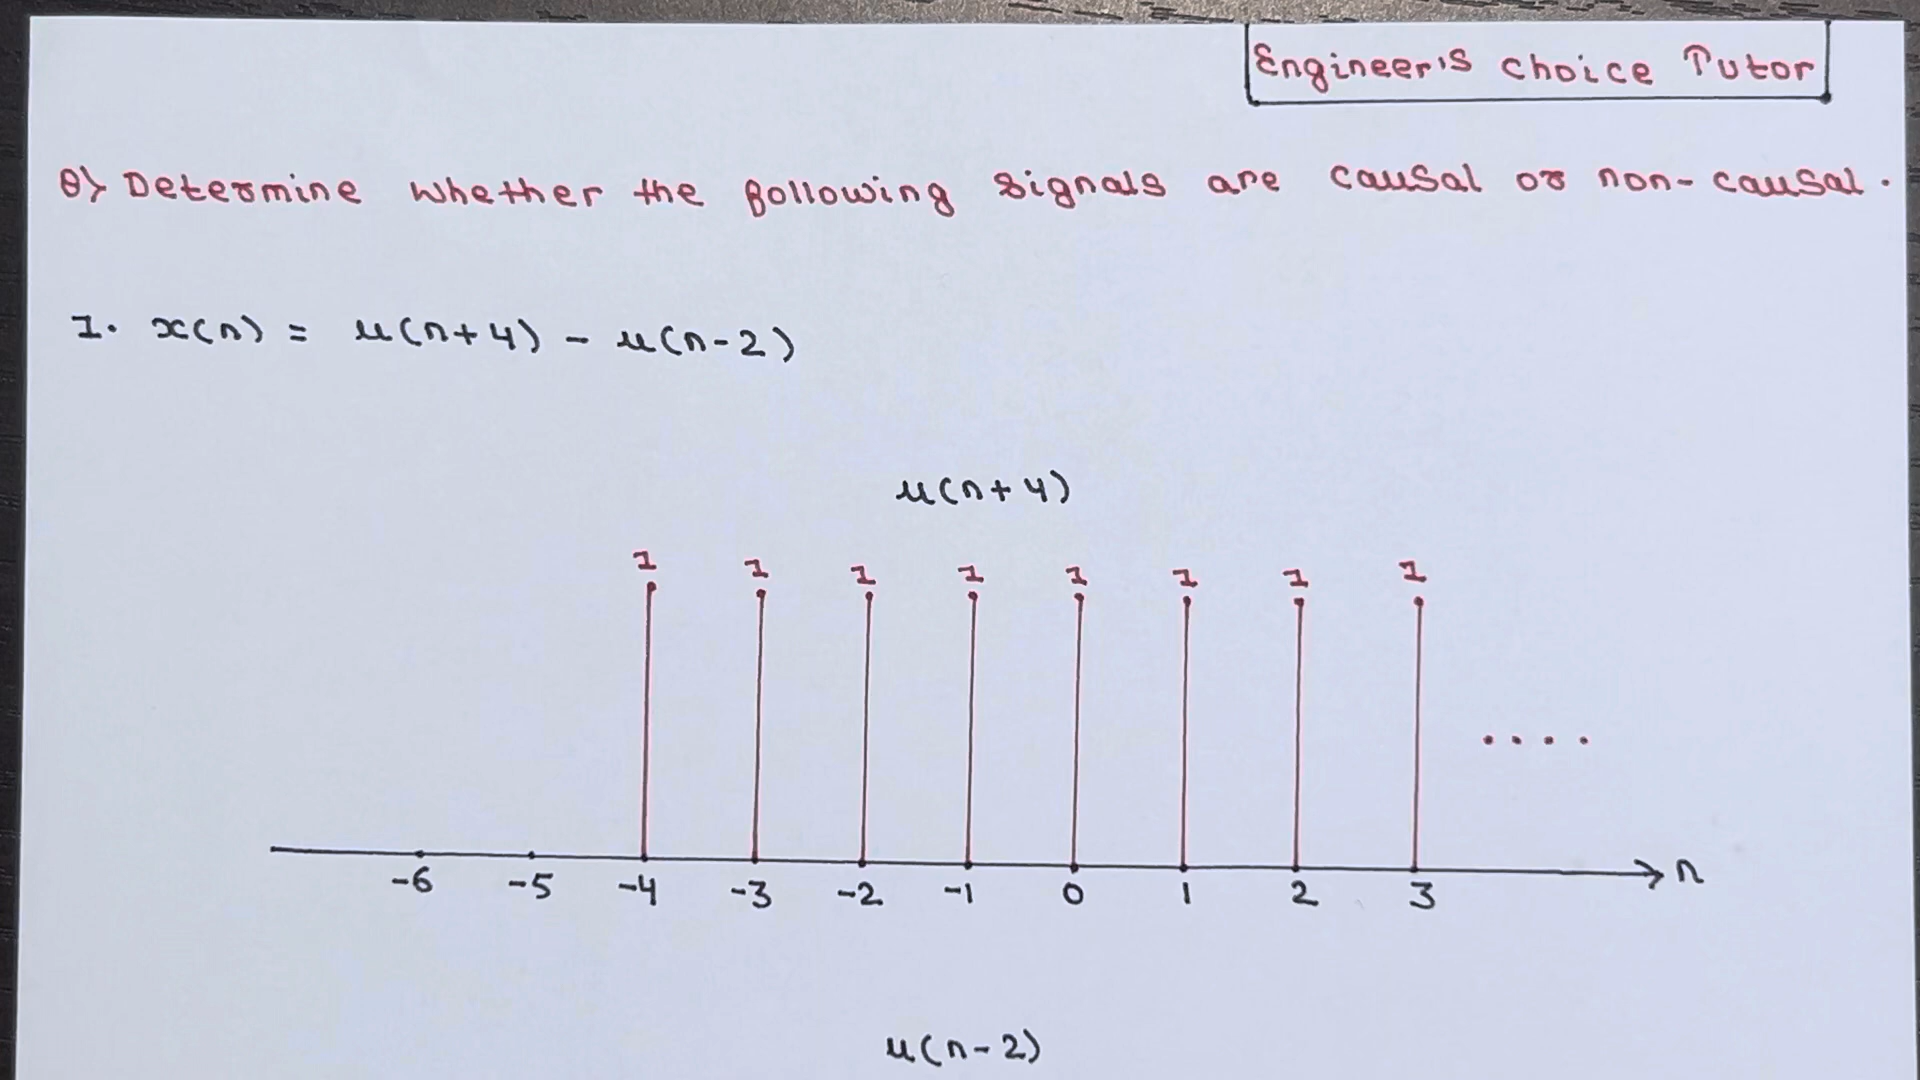 Engineer's choice Tutor
Q) Determine whether the following signals are causal or non-causal.
1. x(n) = u(n+4) - u(n-2)
u(n+4)
1 1 1 1 1 1 1 1
....
-6 -5 -4 -3 -2 -1 0 1 2 3 n
u(n-2)